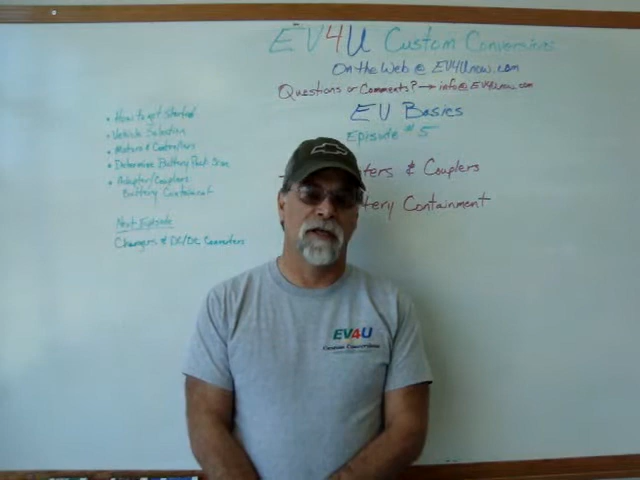 EV4U Custom Conversions
On the Web @ EV4Unow.com
Questions or Comments? → info@EV4Unow.com
EV Basics
Episode #5
ters & Couplers
tery Containment
• How to get Started
• Vehicle Selection
• Motors & Controllers
• Determine Battery Pack Size
• Adapter/Couplers
Battery Containment
Next Episode
Chargers & DC/DC Converters
EV4U
Custom Conversions